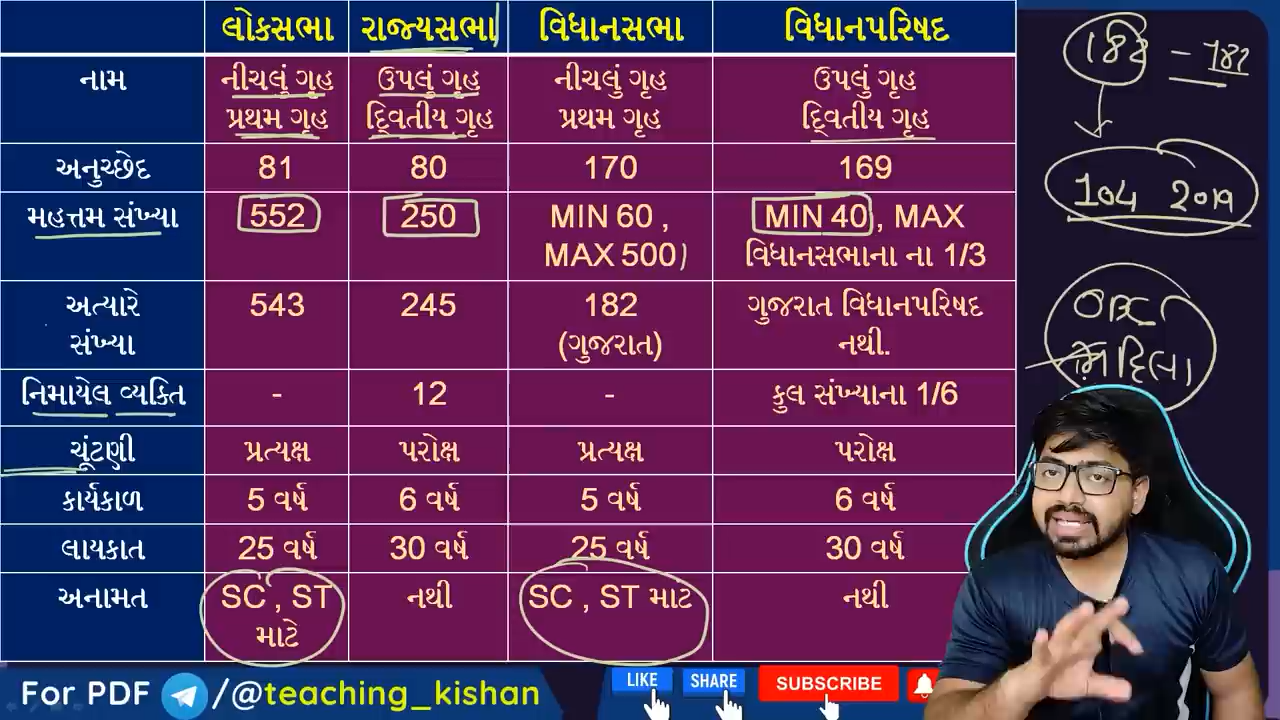 લોકસભા રાજ્યસભા વિધાનસભા વિધાનપરિષદ
નામ નીચલું ગૃહ ઉપલું ગૃહ નીચલું ગૃહ ઉપલું ગૃહ
પ્રથમ ગૃહ દ્વિતીય ગૃહ પ્રથમ ગૃહ દ્વિતીય ગૃહ
અનુચ્છેદ 81 80 170 169
મહત્તમ સંખ્યા 552 250 MIN 60 , MIN 40 , MAX
MAX 500 વિધાનસભાના ના 1/3
અત્યારે 543 245 182 ગુજરાત વિધાનપરિષદ
સંખ્યા (ગુજરાત) નથી.
નિમાયેલ વ્યકિત - 12 - કુલ સંખ્યાના 1/6
ચૂંટણી પ્રત્યક્ષ પરોક્ષ પ્રત્યક્ષ પરોક્ષ
કાર્યકાળ 5 વર્ષ 6 વર્ષ 5 વર્ષ 6 વર્ષ
લાયકાત 25 વર્ષ 30 વર્ષ 25 વર્ષ 30 વર્ષ
અનામત SC , ST નથી SC , ST માટે નથી
માટે
182 - 182
104 2019
મહિલા
For PDF /@teaching_kishan LIKE SHARE SUBSCRIBE